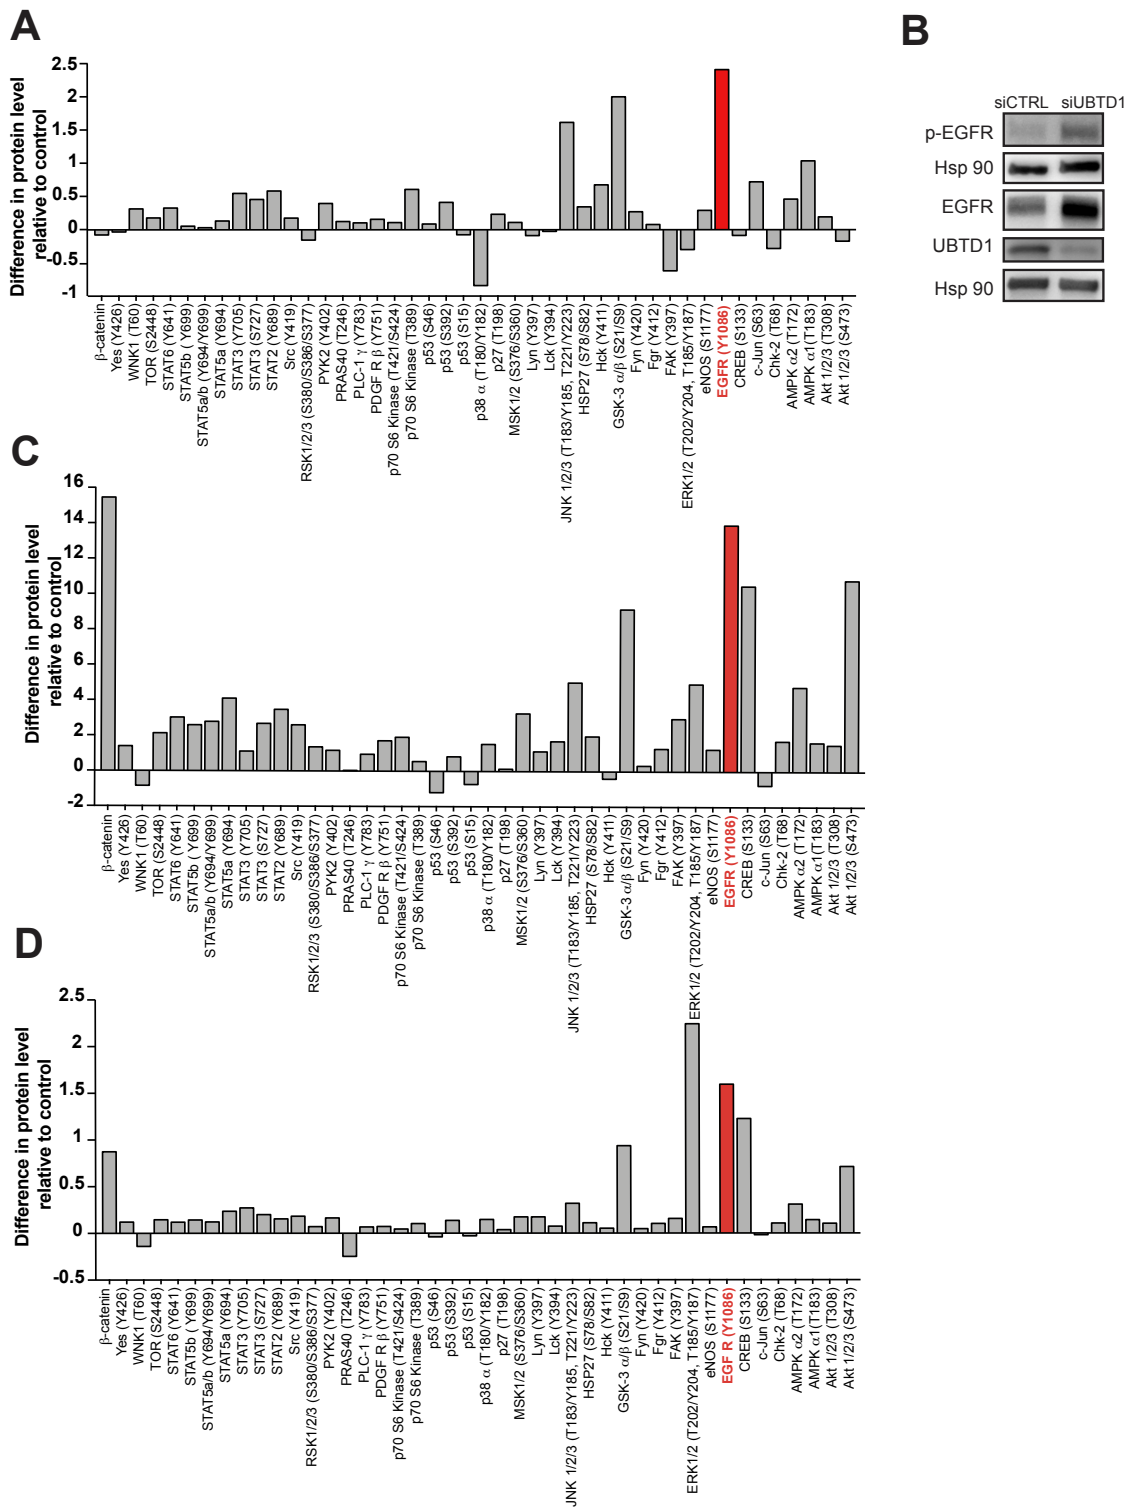 A
Difference in protein level
relative to control
2.5
2
1.5
1
0.5
0
-0.5
-1
β-catenin
Yes (Y426)
WNK1 (T60)
TOR (S2448)
STAT6 (Y641)
STAT5b ( Y699)
STAT5a/b (Y694/Y699)
STAT5a (Y694)
STAT3 (Y705)
STAT3 (S727)
STAT2 (Y689)
Src (Y419)
RSK1/2/3 (S380/S386/S377)
PYK2 (Y402)
PRAS40 (T246)
PLC-1 γ (Y783)
PDGF R β (Y751)
p70 S6 Kinase (T421/S424)
p70 S6 Kinase (T389)
p53 (S46)
p53 (S392)
p53 (S15)
p38 α (T180/Y182)
p27 (T198)
MSK1/2 (S376/S360)
Lyn (Y397)
Lck (Y394)
JNK 1/2/3 (T183/Y185, T221/Y223)
HSP27 (S78/S82)
Hck (Y411)
GSK-3 α/β (S21/S9)
Fyn (Y420)
Fgr (Y412)
FAK (Y397)
ERK1/2 (T202/Y204, T185/Y187)
eNOS (S1177)
EGFR (Y1086)
CREB (S133)
c-Jun (S63)
Chk-2 (T68)
AMPK α2 (T172)
AMPK α1(T183)
Akt 1/2/3 (T308)
Akt 1/2/3 (S473)
B
siCTRL siUBTD1
p-EGFR
Hsp 90
EGFR
UBTD1
Hsp 90
C
Difference in protein level
relative to control
16
14
12
10
8
6
4
2
0
-2
β-catenin
Yes (Y426)
WNK1 (T60)
TOR (S2448)
STAT6 (Y641)
STAT5b ( Y699)
STAT5a/b (Y694/Y699)
STAT5a (Y694)
STAT3 (Y705)
STAT3 (S727)
STAT2 (Y689)
Src (Y419)
RSK1/2/3 (S380/S386/S377)
PYK2 (Y402)
PRAS40 (T246)
PLC-1 γ (Y783)
PDGF R β (Y751)
p70 S6 Kinase (T421/S424)
p70 S6 Kinase (T389)
p53 (S46)
p53 (S392)
p53 (S15)
p38 α (T180/Y182)
p27 (T198)
MSK1/2 (S376/S360)
Lyn (Y397)
Lck (Y394)
JNK 1/2/3 (T183/Y185, T221/Y223)
HSP27 (S78/S82)
Hck (Y411)
GSK-3 α/β (S21/S9)
Fyn (Y420)
Fgr (Y412)
FAK (Y397)
ERK1/2 (T202/Y204, T185/Y187)
eNOS (S1177)
EGFR (Y1086)
CREB (S133)
c-Jun (S63)
Chk-2 (T68)
AMPK α2 (T172)
AMPK α1(T183)
Akt 1/2/3 (T308)
Akt 1/2/3 (S473)
D
Difference in protein level
relative to control
2.5
2
1.5
1
0.5
0
-0.5
β-catenin
Yes (Y426)
WNK1 (T60)
TOR (S2448)
STAT6 (Y641)
STAT5b ( Y699)
STAT5a/b (Y694/Y699)
STAT5a (Y694)
STAT3 (Y705)
STAT3 (S727)
STAT2 (Y689)
Src (Y419)
RSK1/2/3 (S380/S386/S377)
PYK2 (Y402)
PRAS40 (T246)
PLC-1 γ (Y783)
PDGF R β (Y751)
p70 S6 Kinase (T421/S424)
p70 S6 Kinase (T389)
p53 (S46)
p53 (S392)
p53 (S15)
p38 α (T180/Y182)
p27 (T198)
MSK1/2 (S376/S360)
Lyn (Y397)
Lck (Y394)
JNK 1/2/3 (T183/Y185, T221/Y223)
HSP27 (S78/S82)
Hck (Y411)
GSK-3 α/β (S21/S9)
Fyn (Y420)
Fgr (Y412)
FAK (Y397)
ERK1/2 (T202/Y204, T185/Y187)
eNOS (S1177)
EGF R (Y1086)
CREB (S133)
c-Jun (S63)
Chk-2 (T68)
AMPK α2 (T172)
AMPK α1(T183)
Akt 1/2/3 (T308)
Akt 1/2/3 (S473)